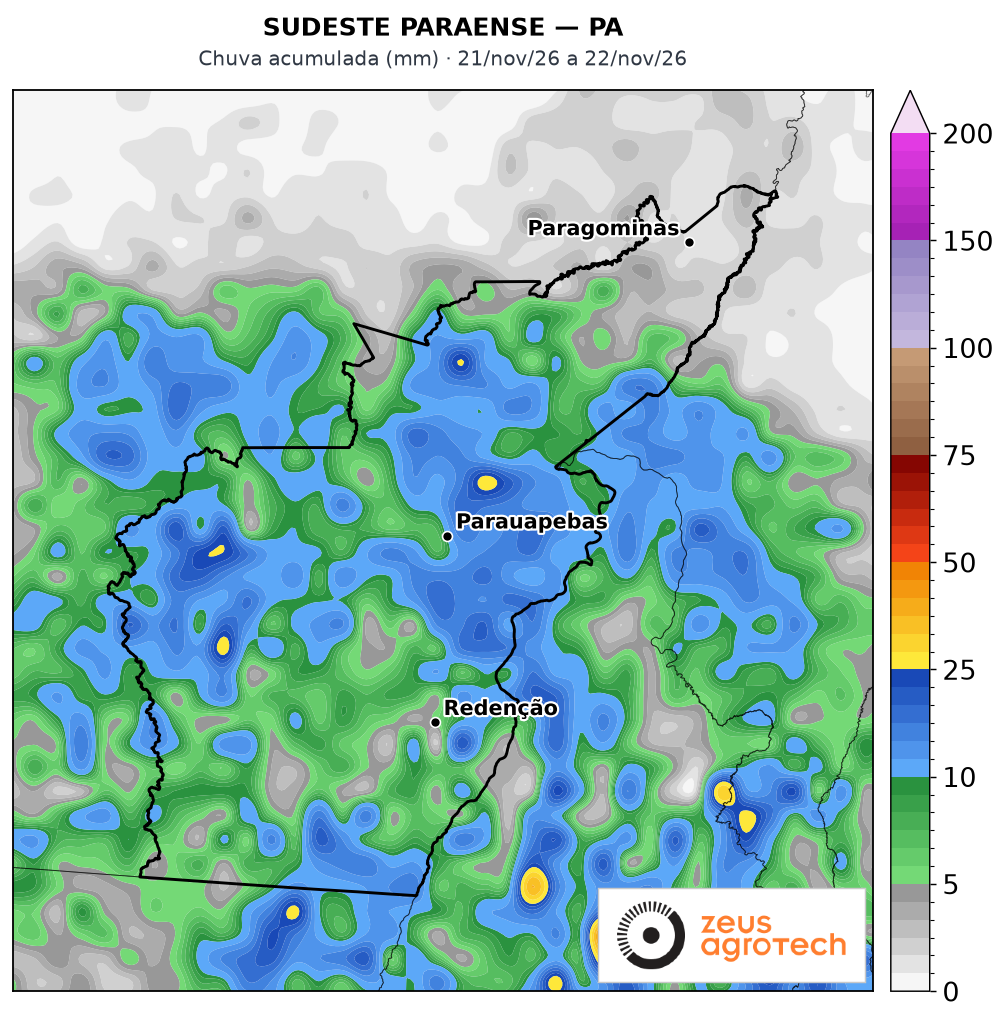 SUDESTE PARAENSE — PA
Chuva acumulada (mm) · 21/nov/26 a 22/nov/26
200
150
100
75
50
25
10
5
0
Paragominas
Parauapebas
Redenção
zeus
agrotech